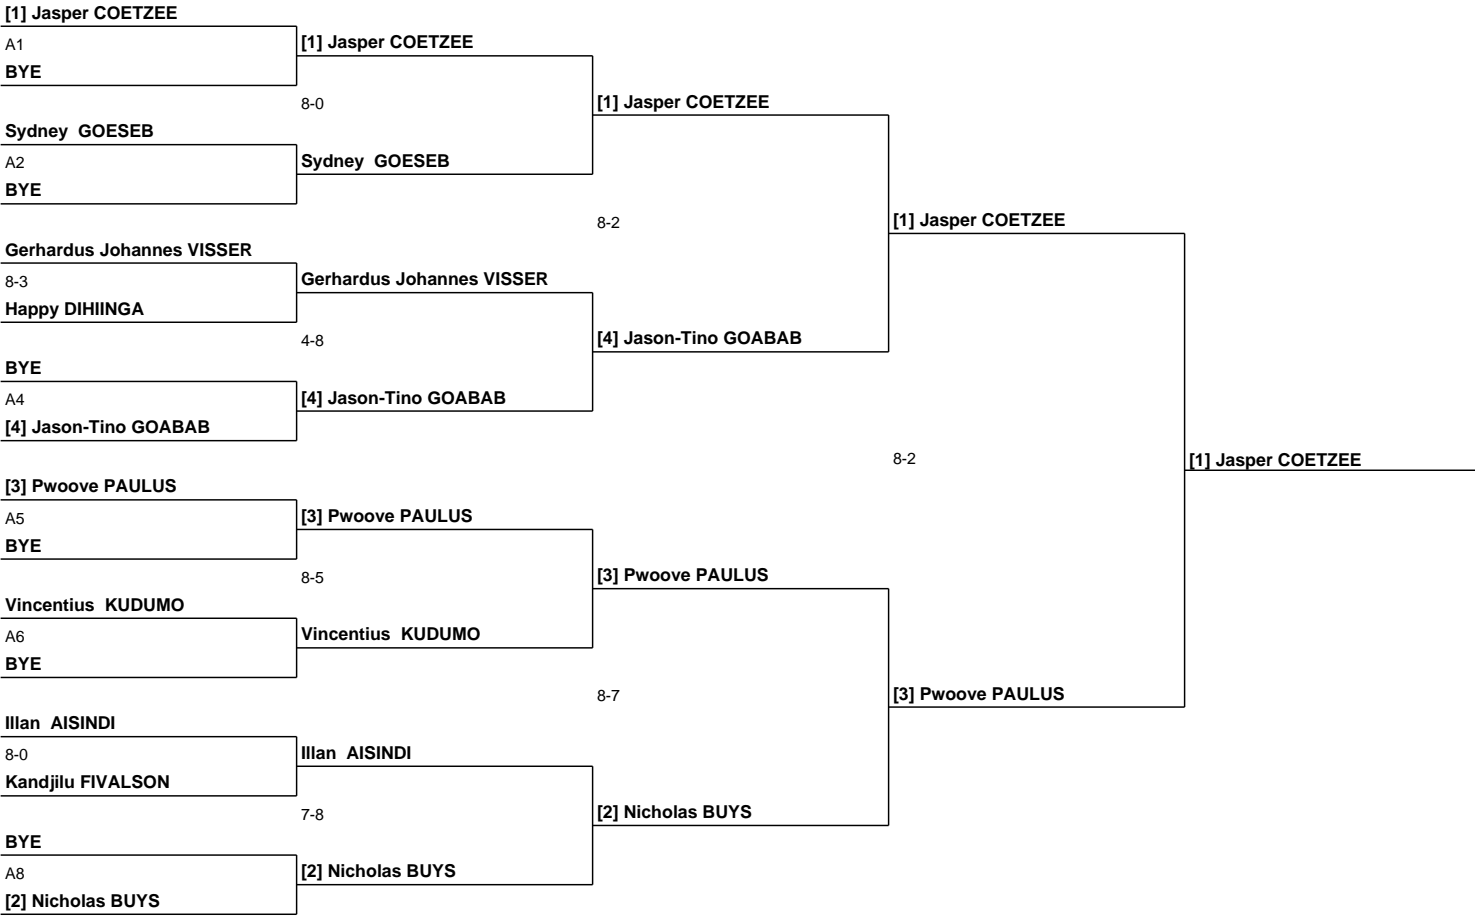 [1] Jasper COETZEE
A1
BYE
[1] Jasper COETZEE
8-0
Sydney GOESEB
A2
BYE
Sydney GOESEB
[1] Jasper COETZEE
8-2
Gerhardus Johannes VISSER
8-3
Happy DIHIINGA
Gerhardus Johannes VISSER
4-8
BYE
A4
[4] Jason-Tino GOABAB
[4] Jason-Tino GOABAB
[4] Jason-Tino GOABAB
[1] Jasper COETZEE
8-2
[1] Jasper COETZEE
[3] Pwoove PAULUS
A5
BYE
[3] Pwoove PAULUS
8-5
Vincentius KUDUMO
A6
BYE
Vincentius KUDUMO
[3] Pwoove PAULUS
8-7
[3] Pwoove PAULUS
Illan AISINDI
8-0
Kandjilu FIVALSON
Illan AISINDI
7-8
BYE
A8
[2] Nicholas BUYS
[2] Nicholas BUYS
[2] Nicholas BUYS